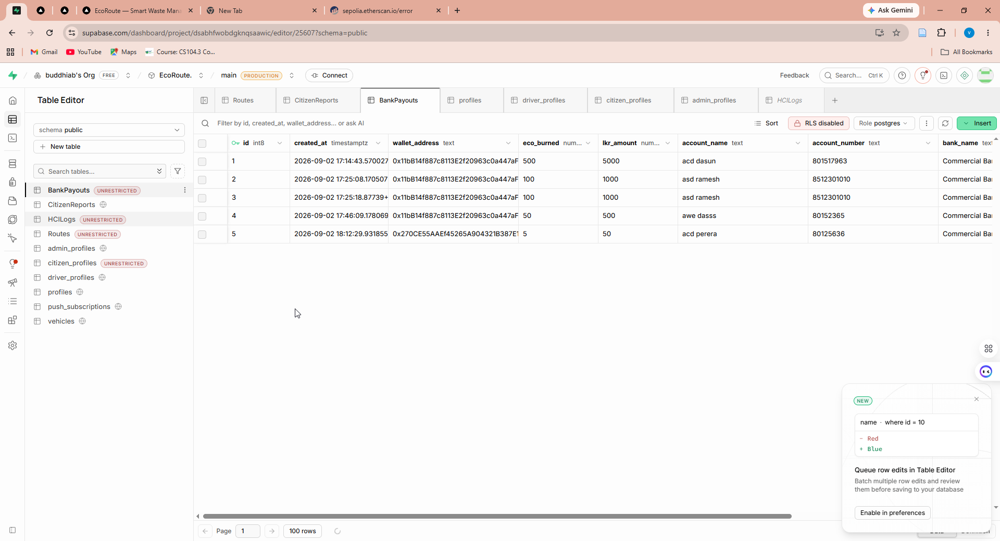 EcoRoute — Smart Waste Mana
New Tab
sepolia.etherscan.io/error
Ask Gemini
supabase.com/dashboard/project/dsabhfwobdgknqsaawic/editor/25607?schema=public
V
Gmail
YouTube
Maps
Course: CS104.3 Co...
All Bookmarks
buddhiab's Org FREE
EcoRoute.
main PRODUCTION
Connect
Feedback
Search... Ctrl K
Table Editor
Routes
CitizenReports
BankPayouts
profiles
driver_profiles
citizen_profiles
admin_profiles
HCILogs
schema public
New table
Search tables...
BankPayouts UNRESTRICTED
CitizenReports
HCILogs UNRESTRICTED
Routes UNRESTRICTED
admin_profiles
citizen_profiles UNRESTRICTED
driver_profiles
profiles
push_subscriptions
vehicles
Filter by id, created_at, wallet_address... or ask AI
Sort
RLS disabled
Role postgres
Insert
id int8 created_at timestamptz wallet_address text eco_burned num... lkr_amount num... account_name text account_number text bank_name text
1 2026-09-02 17:14:43.570027 0x11bB14f887c8113E2f20963c0a447aF 500 5000 acd dasun 801517963 Commercial Ba
2 2026-09-02 17:25:08.170507 0x11bB14f887c8113E2f20963c0a447aF 100 1000 asd ramesh 8512301010 Commercial Ba
3 2026-09-02 17:25:18.87739+ 0x11bB14f887c8113E2f20963c0a447aF 100 1000 asd ramesh 8512301010 Commercial Ba
4 2026-09-02 17:46:09.178069 0x11bB14f887c8113E2f20963c0a447aF 50 500 awe dasss 80152365 Commercial Ba
5 2026-09-02 18:12:29.931855 0x270CE55AAEf45265A904321B387E1 5 50 acd perera 80125636 Commercial Ba
NEW
name · where id = 10
- Red
+ Blue
Queue row edits in Table Editor
Batch multiple row edits and review
them before saving to your database
Enable in preferences
Page 1
100 rows
Data
Definition